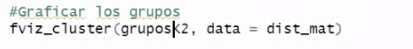 #Graficar los grupos
fviz_cluster(gruposK2, data = dist_mat)